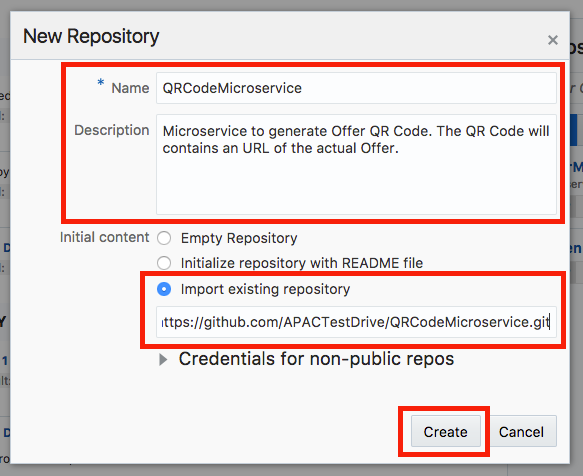 New Repository
×
* Name QRCodeMicroservice
Description Microservice to generate Offer QR Code. The QR Code will
contains an URL of the actual Offer.
Initial content Empty Repository
Initialize repository with README file
Import existing repository
ttps://github.com/APACTestDrive/QRCodeMicroservice.git
Credentials for non-public repos
Create Cancel